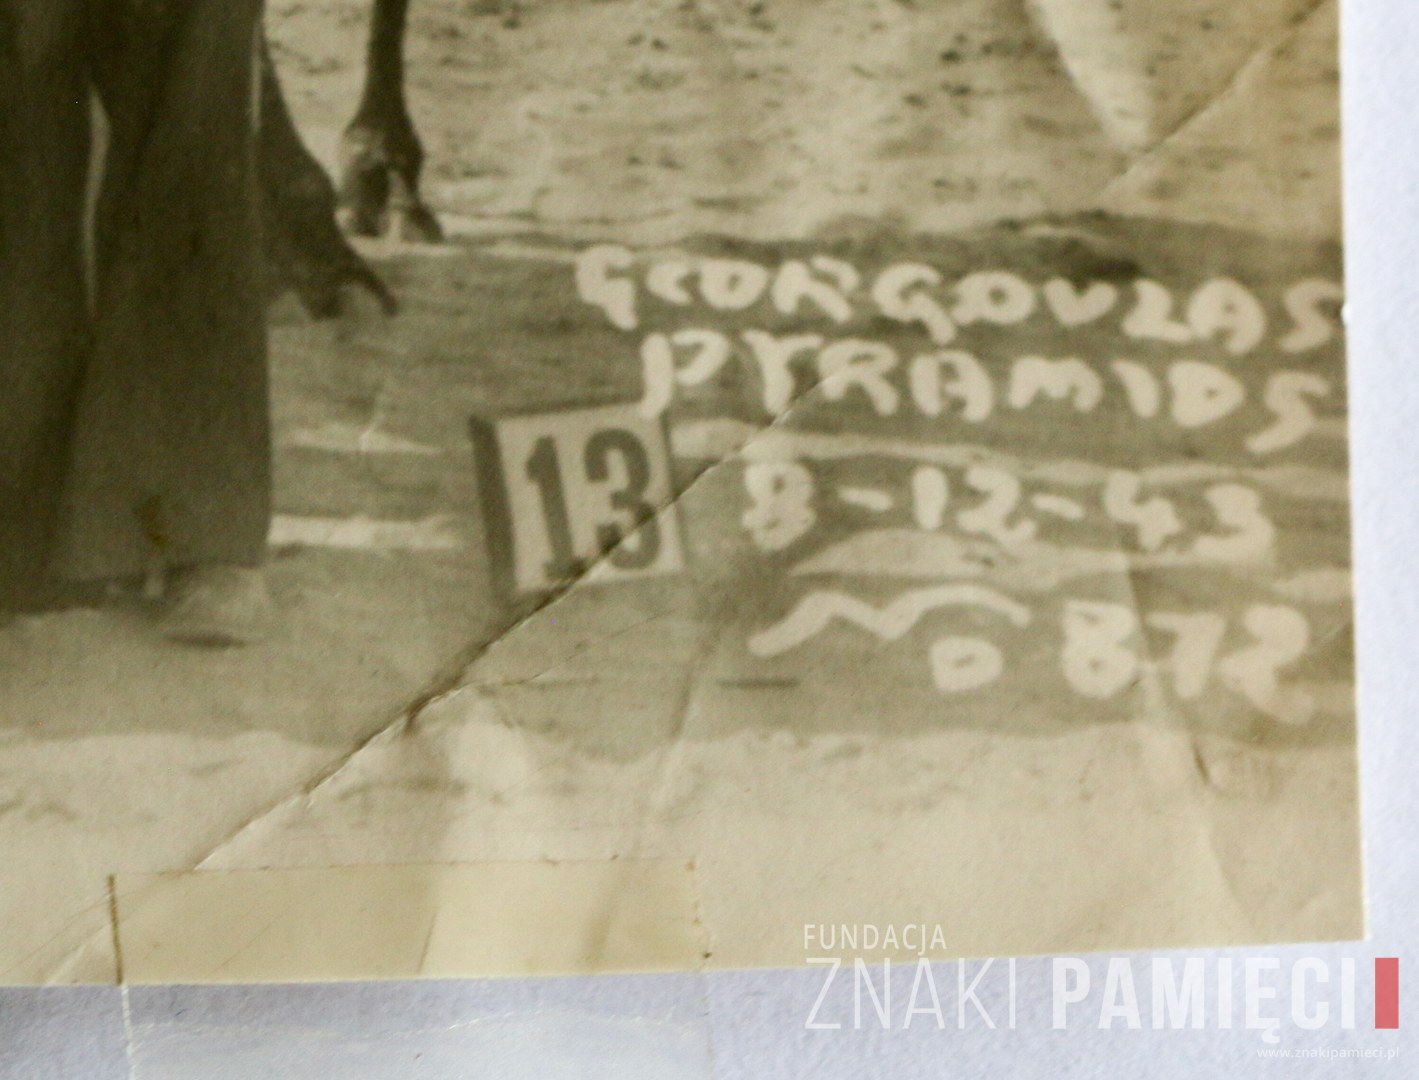 GEORGOULAS
PYRAMIDS
13
8-12-43
No 872
FUNDACJA
ZNAKI PAMIĘCI
www.znakipamieci.pl